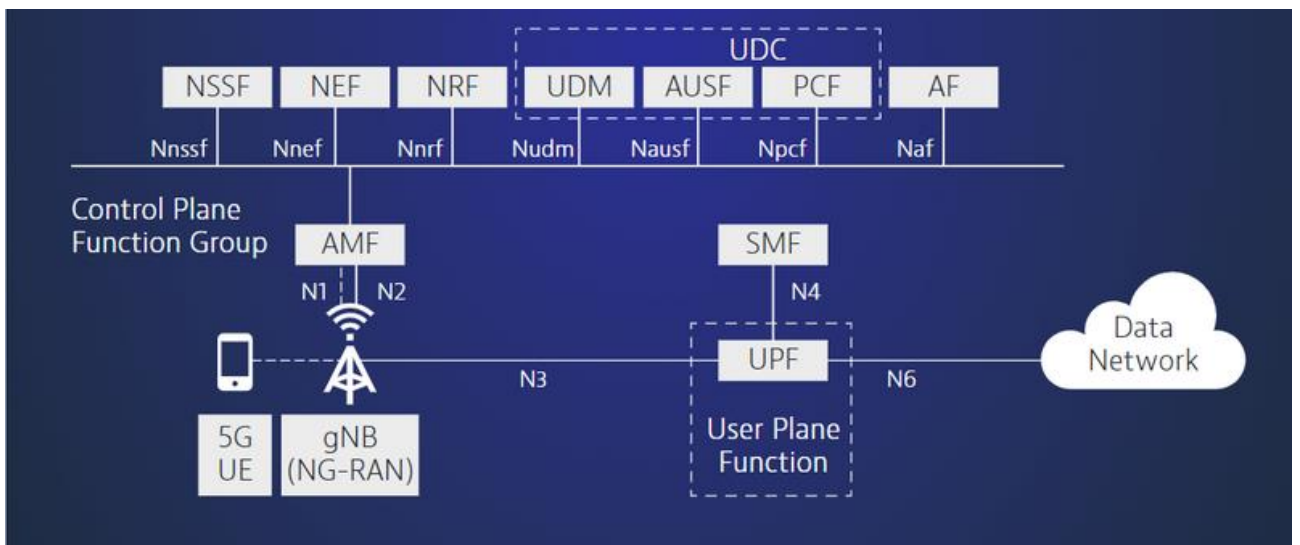 UDC
NSSF
NEF
NRF
UDM
AUSF
PCF
AF
Nnssf
Nnef
Nnrf
Nudm
Nausf
Npcf
Naf
Control Plane
Function Group
AMF
SMF
N1
N2
N4
Data
Network
UPF
N3
N6
5G
UE
gNB
(NG-RAN)
User Plane
Function